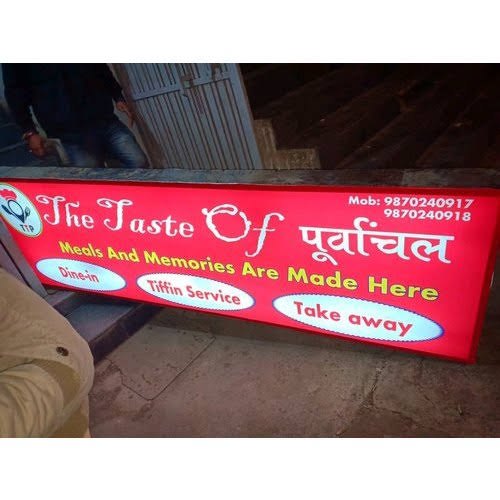 TTP
The Taste Of पूर्वांचल
Mob: 9870240917
9870240918
Meals And Memories Are Made Here
Dine-in
Tiffin Service
Take away